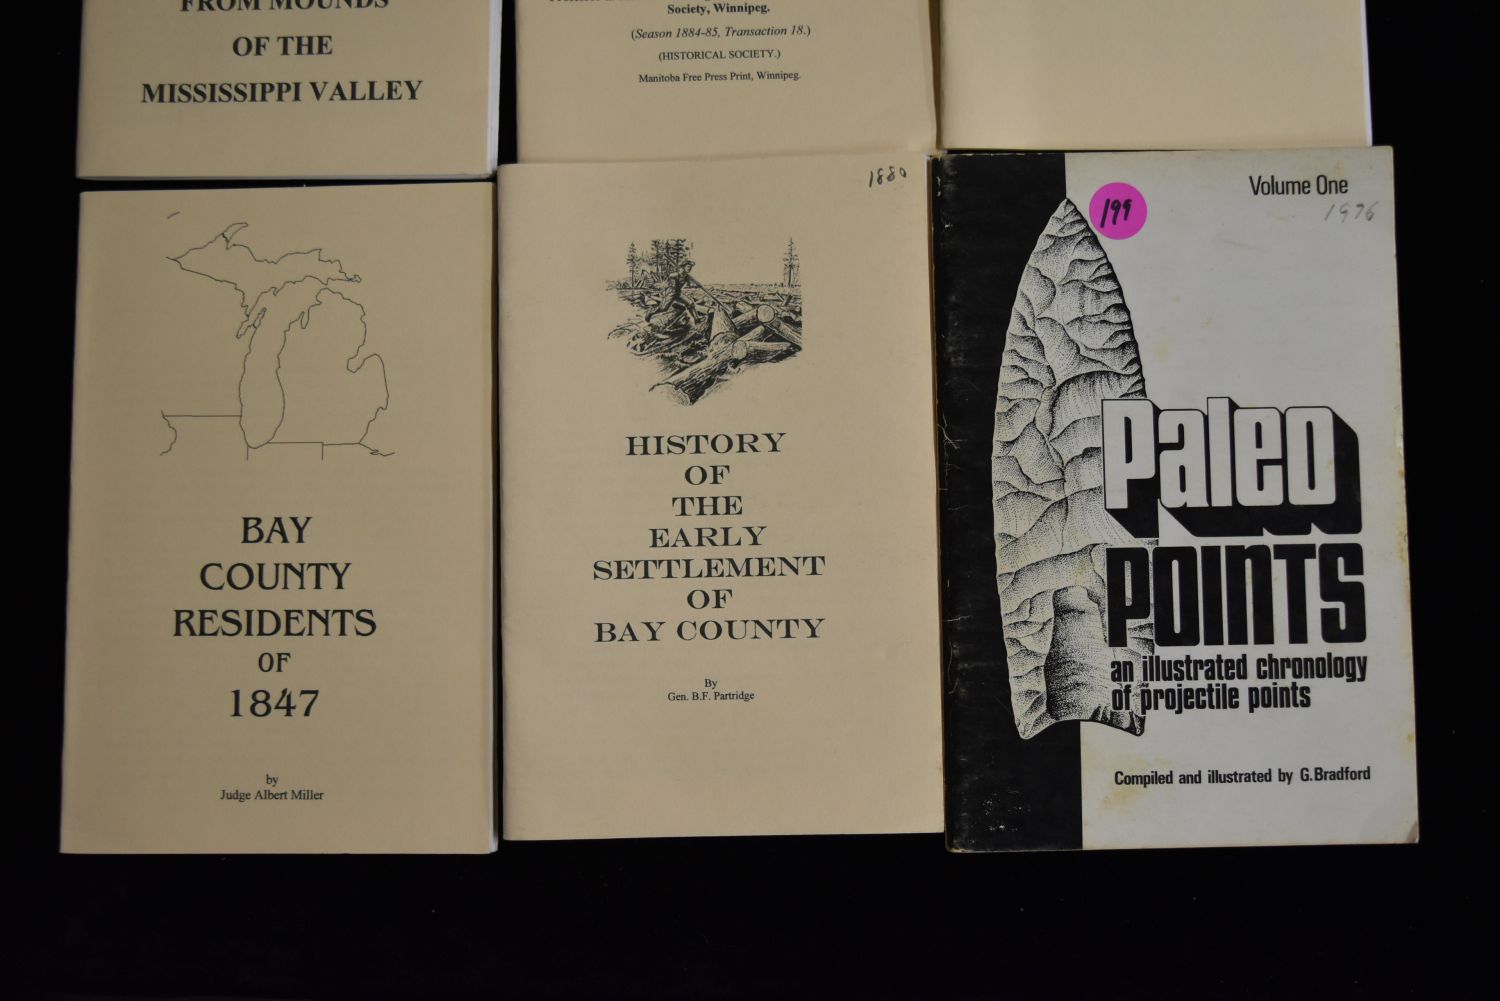 FROM MOUNDS
OF THE
MISSISSIPPI VALLEY
Society, Winnipeg.
(Season 1884-85, Transaction 18.)
(HISTORICAL SOCIETY.)
Manitoba Free Press Print, Winnipeg.
BAY
COUNTY
RESIDENTS
OF
1847
by
Judge Albert Miller
1880
HISTORY
OF
THE
EARLY
SETTLEMENT
OF
BAY COUNTY
By
Gen. B.F. Partridge
199
Volume One
1976
Paleo
POINTS
an illustrated chronology
of projectile points
Compiled and illustrated by G. Bradford